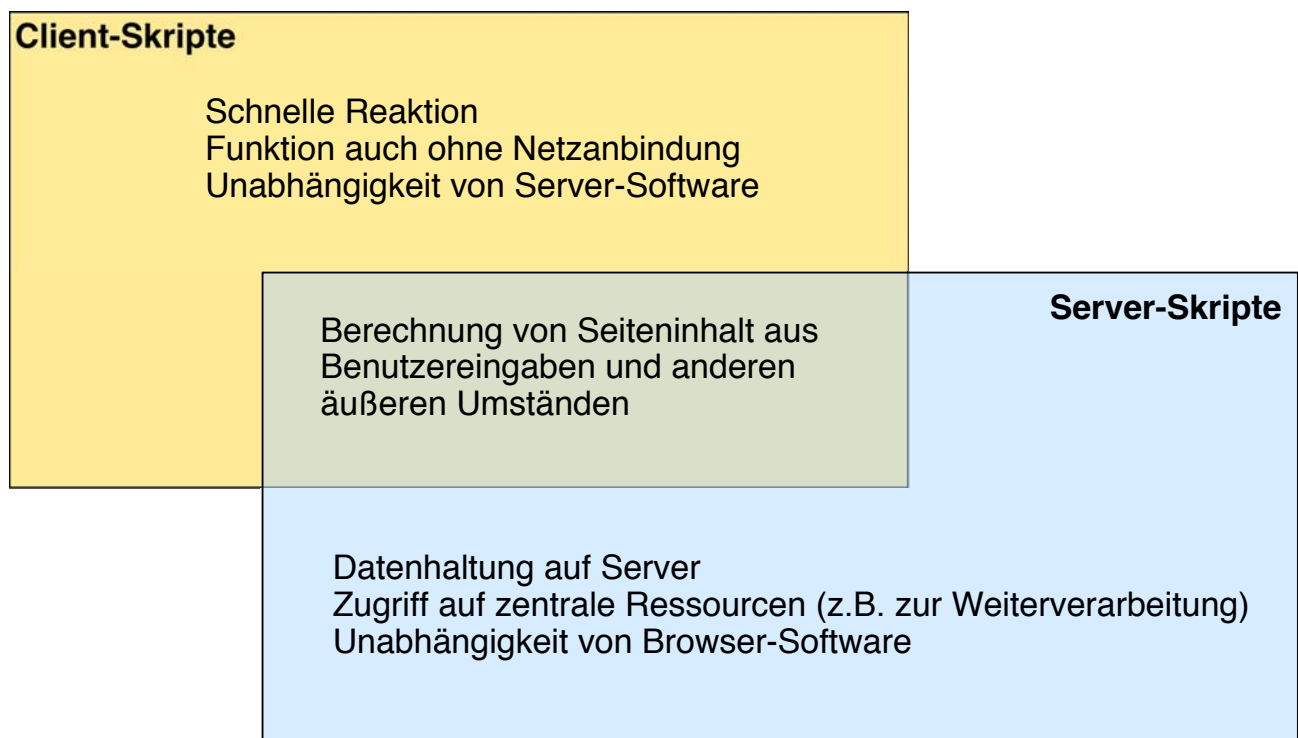 Client-Skripte
Schnelle Reaktion
Funktion auch ohne Netzanbindung
Unabhängigkeit von Server-Software
Server-Skripte
Berechnung von Seiteninhalt aus
Benutzereingaben und anderen
äußeren Umständen
Datenhaltung auf Server
Zugriff auf zentrale Ressourcen (z.B. zur Weiterverarbeitung)
Unabhängigkeit von Browser-Software